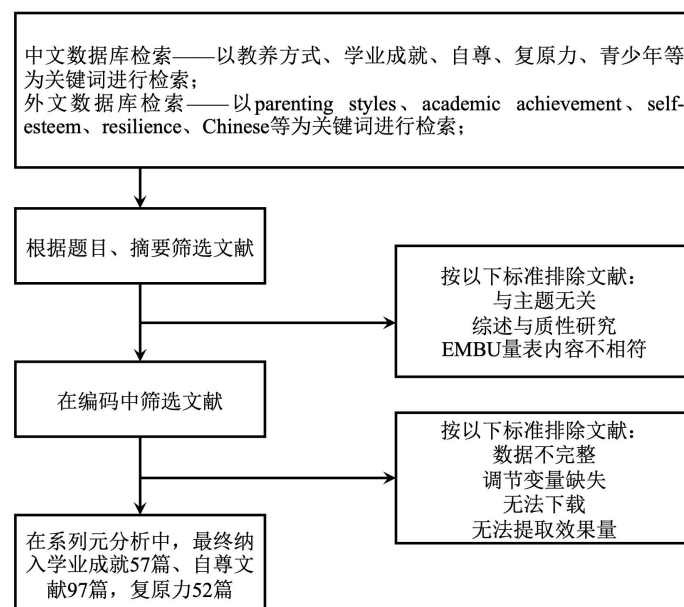 中文数据库检索——以教养方式、学业成就、自尊、复原力、青少年等
为关键词进行检索；
外文数据库检索——以parenting styles、academic achievement、self-
esteem、resilience、Chinese等为关键词进行检索；
根据题目、摘要筛选文献
按以下标准排除文献：
与主题无关
综述与质性研究
EMBU量表内容不相符
在编码中筛选文献
按以下标准排除文献：
数据不完整
调节变量缺失
无法下载
无法提取效果量
在系列元分析中，最终纳
入学业成就57篇、自尊文
献97篇，复原力52篇